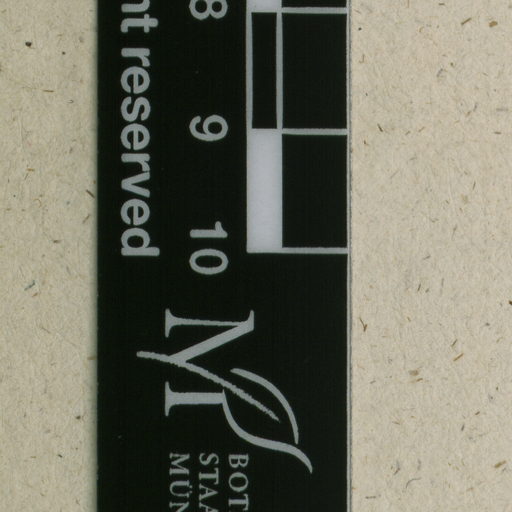 8 9 10
nt reserved
M
BOT
STAA
MÜN